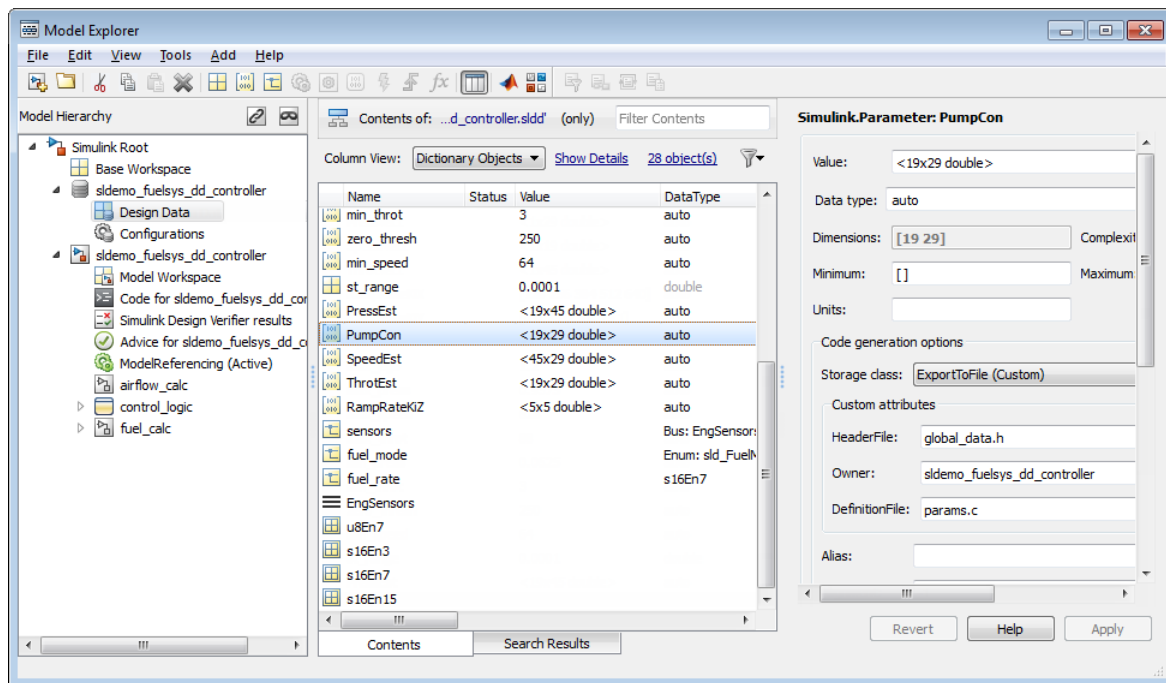 Model Explorer
File Edit View Tools Add Help
fx
Model Hierarchy
Simulink Root
Base Workspace
sldemo_fuelsys_dd_controller
Design Data
Configurations
sldemo_fuelsys_dd_controller
Model Workspace
Code for sldemo_fuelsys_dd_cor
Simulink Design Verifier results
Advice for sldemo_fuelsys_dd_c
ModelReferencing (Active)
airflow_calc
control_logic
fuel_calc
Contents of: ...d_controller.sldd' (only) Filter Contents
Column View: Dictionary Objects Show Details 28 object(s)
Name Status Value DataType
min_throt 3 auto
zero_thresh 250 auto
min_speed 64 auto
st_range 0.0001 double
PressEst <19x45 double> auto
PumpCon <19x29 double> auto
SpeedEst <45x29 double> auto
ThrotEst <19x29 double> auto
RampRateKiZ <5x5 double> auto
sensors Bus: EngSensors
fuel_mode Enum: sld_FuelM
fuel_rate s16En7
EngSensors
u8En7
s16En3
s16En7
s16En15
Contents Search Results
Simulink.Parameter: PumpCon
Value: <19x29 double>
Data type: auto
Dimensions: [19 29] Complexit
Minimum: [] Maximum:
Units:
Code generation options
Storage class: ExportToFile (Custom)
Custom attributes
HeaderFile: global_data.h
Owner: sldemo_fuelsys_dd_controller
DefinitionFile: params.c
Alias:
Revert Help Apply